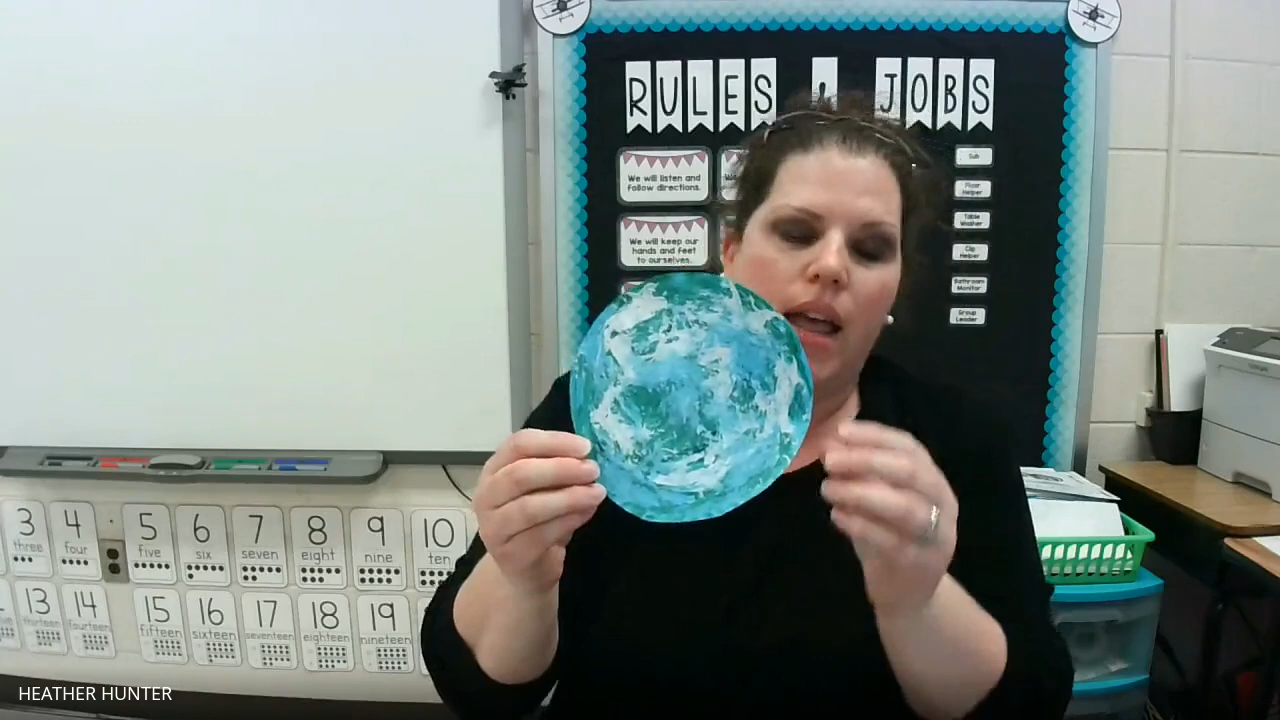 RULES & JOBS
We will listen and
follow directions.
We will keep our
hands and feet
to ourselves.
Sub
Floor
Helper
Table
Washer
Clip
Helper
Bathroom
Monitor
Group
Leader
3
three
4
four
5
five
6
six
7
seven
8
eight
9
nine
10
ten
13
thirteen
14
fourteen
15
fifteen
16
sixteen
17
seventeen
18
eighteen
19
nineteen
HEATHER HUNTER